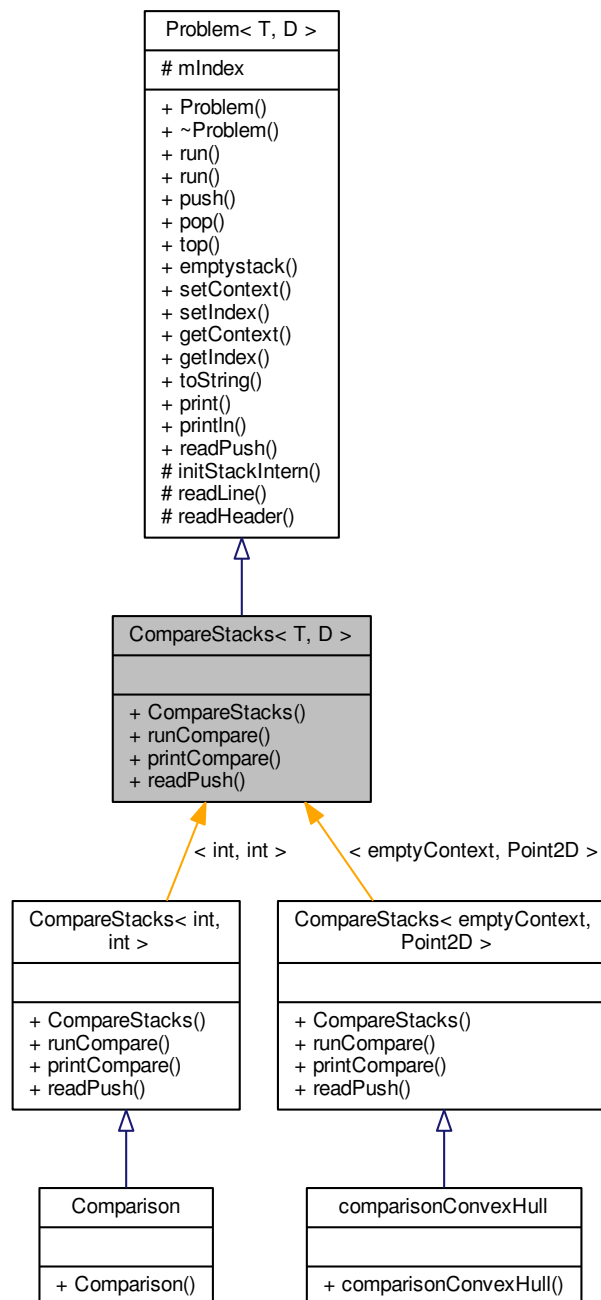 Problem< T, D >
# mIndex
+ Problem()
+ ~Problem()
+ run()
+ run()
+ push()
+ pop()
+ top()
+ emptystack()
+ setContext()
+ setIndex()
+ getContext()
+ getIndex()
+ toString()
+ print()
+ println()
+ readPush()
# initStackIntern()
# readLine()
# readHeader()
CompareStacks< T, D >
+ CompareStacks()
+ runCompare()
+ printCompare()
+ readPush()
< int, int >
< emptyContext, Point2D >
CompareStacks< int,
int >
+ CompareStacks()
+ runCompare()
+ printCompare()
+ readPush()
CompareStacks< emptyContext,
Point2D >
+ CompareStacks()
+ runCompare()
+ printCompare()
+ readPush()
Comparison
+ Comparison()
comparisonConvexHull
+ comparisonConvexHull()